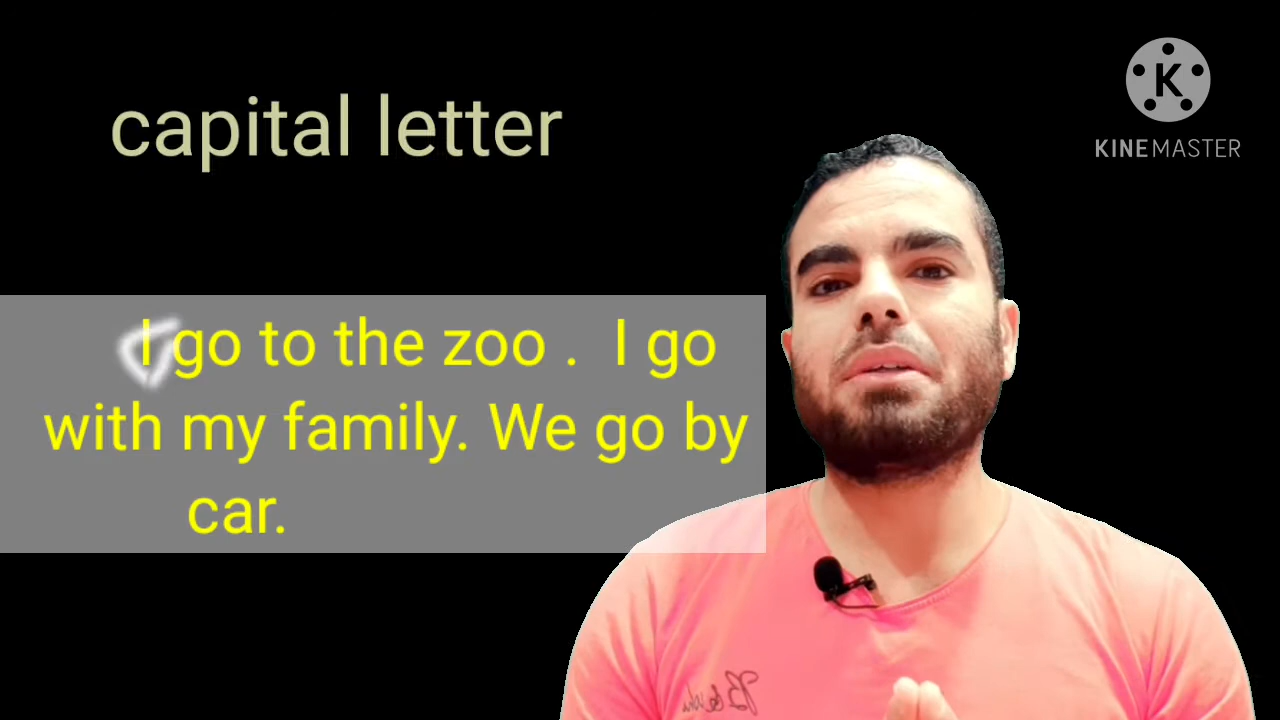 capital letter
K
KINEMASTER
I go to the zoo .  I go
with my family. We go by
car.